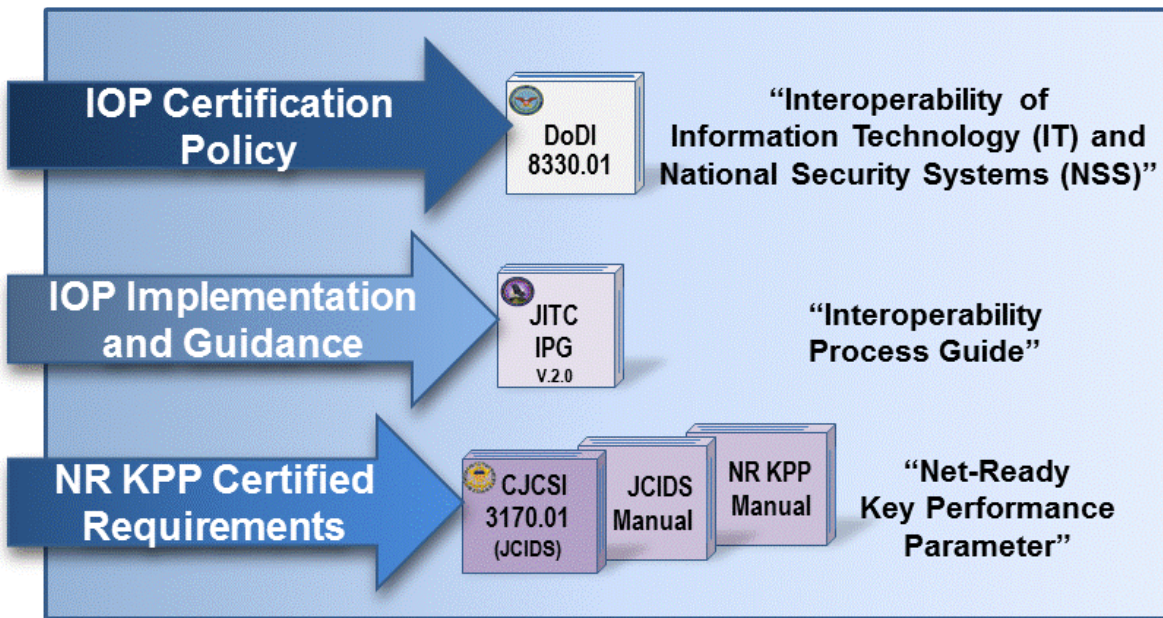 IOP Certification
Policy
DoDI
8330.01
“Interoperability of
Information Technology (IT) and
National Security Systems (NSS)”
IOP Implementation
and Guidance
JITC
IPG
V.2.0
“Interoperability
Process Guide”
NR KPP Certified
Requirements
CJCSI
3170.01
(JCIDS)
JCIDS
Manual
NR KPP
Manual
“Net-Ready
Key Performance
Parameter”